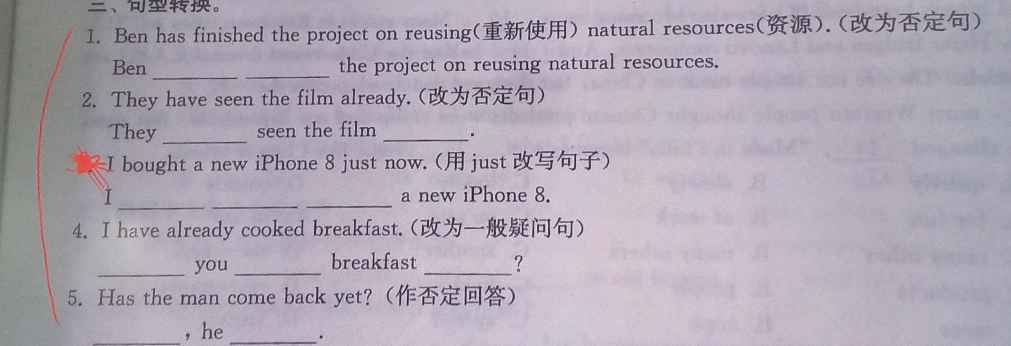 三、句型转换。
1. Ben has finished the project on reusing(重新使用) natural resources(资源).(改为否定句)
Ben ________ ________ the project on reusing natural resources.
2. They have seen the film already.(改为否定句)
They ________ seen the film ________.
I bought a new iPhone 8 just now.(用 just 改写句子)
I ________ ________ ________ a new iPhone 8.
4. I have already cooked breakfast.(改为一般疑问句)
________ you ________ breakfast ________?
5. Has the man come back yet?(作否定回答)
________, he ________.